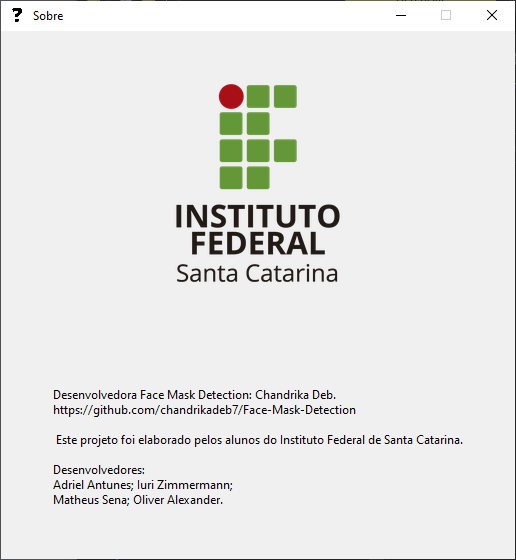 Sobre
INSTITUTO
FEDERAL
Santa Catarina
Desenvolvedora Face Mask Detection: Chandrika Deb.
https://github.com/chandrikadeb7/Face-Mask-Detection
Este projeto foi elaborado pelos alunos do Instituto Federal de Santa Catarina.
Desenvolvedores:
Adriel Antunes; Iuri Zimmermann;
Matheus Sena; Oliver Alexander.